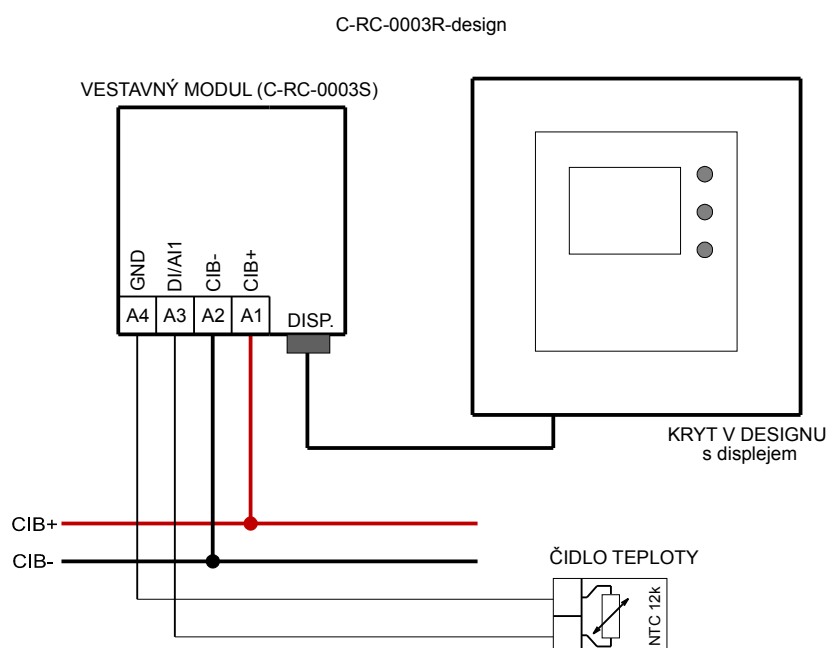 C-RC-0003R-design
VESTAVNÝ MODUL (C-RC-0003S)
GND
DI/AI1
CIB-
CIB+
A4
A3
A2
A1
DISP.
KRYT V DESIGNU
s displejem
CIB+
CIB-
ČIDLO TEPLOTY
NTC 12k